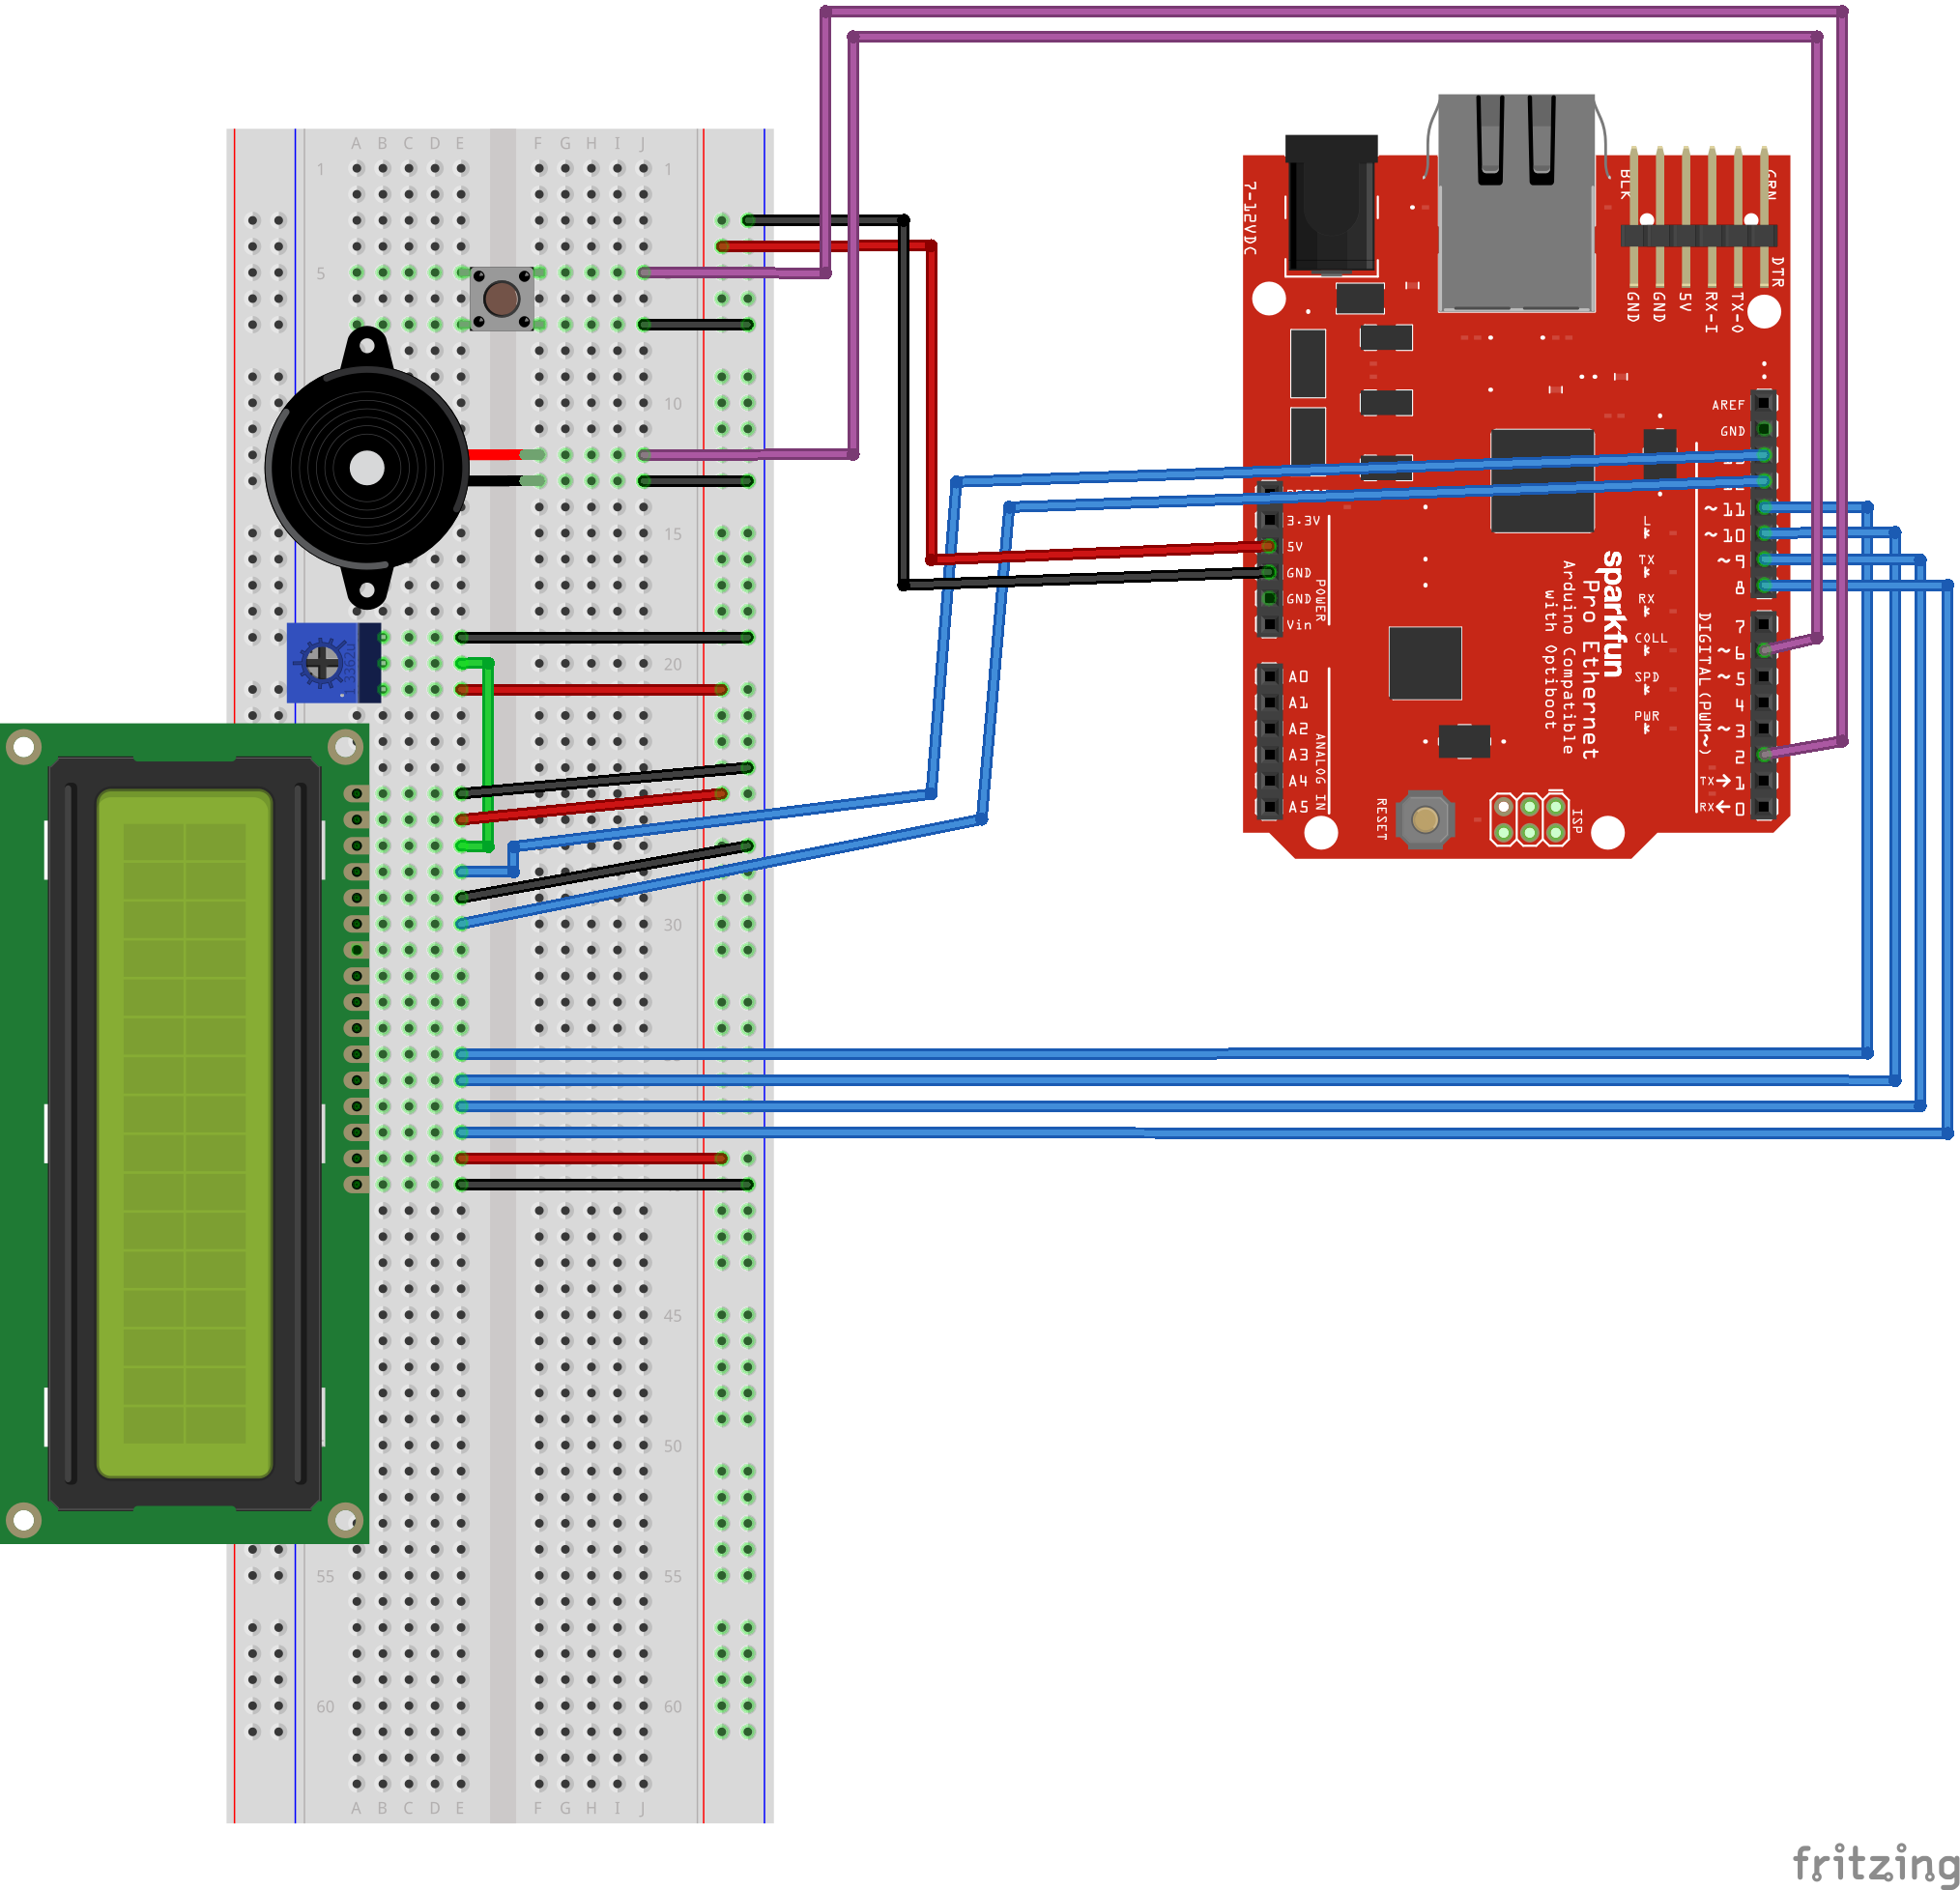 A B C D E F G H I J
1 1
5
10
15
20
30
45
50
55 55
60 60
A B C D E F G H I J
7-12VDC
BLK
GRN
DTR
GND
GND
5V
RX-I
TX-O
AREF
GND
~11
~10
~9
8
7
~6
~5
4
~3
2
TX→1
RX←0
DIGITAL (PWM~)
3.3V
5V
GND
GND
Vin
POWER
A0
A1
A2
A3
A4
A5
ANALOG IN
L
TX
RX
COLL
SPD
PWR
sparkfun
Pro Ethernet
Arduino Compatible
with Optiboot
RESET
ISP
fritzing